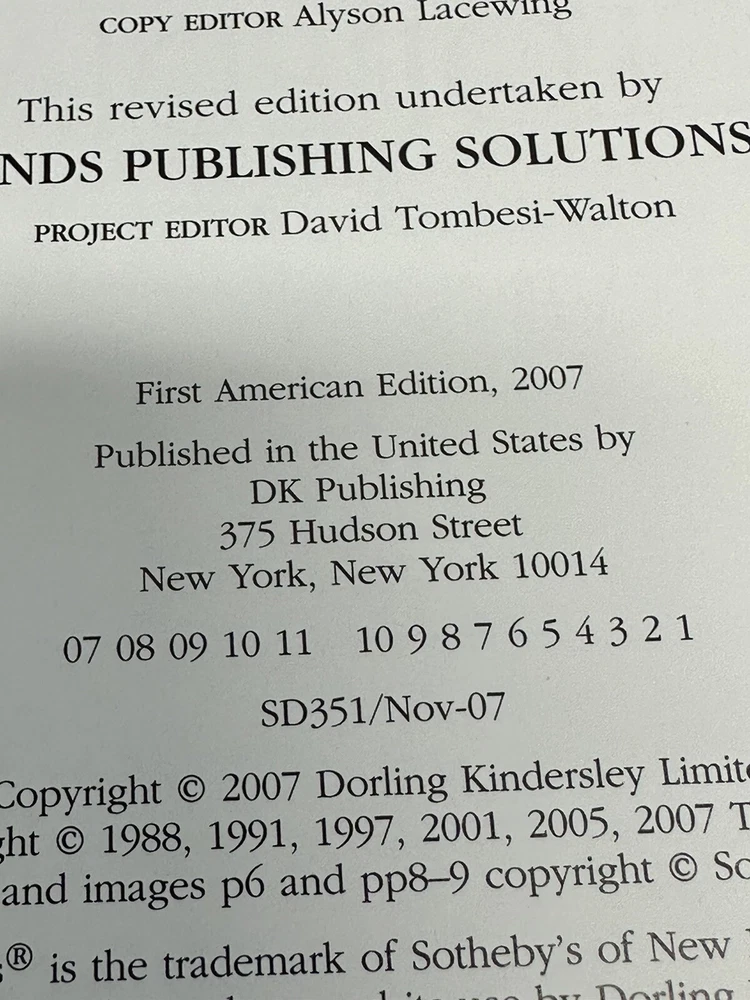 COPY EDITOR Alyson Lacewing
This revised edition undertaken by
NDS PUBLISHING SOLUTIONS
PROJECT EDITOR David Tombesi-Walton
First American Edition, 2007
Published in the United States by
DK Publishing
375 Hudson Street
New York, New York 10014
07 08 09 10 11 10 9 8 7 6 5 4 3 2 1
SD351/Nov-07
Copyright © 2007 Dorling Kindersley Limite
ght © 1988, 1991, 1997, 2001, 2005, 2007 T
and images p6 and pp8–9 copyright © So
s® is the trademark of Sotheby's of New
by Dorling